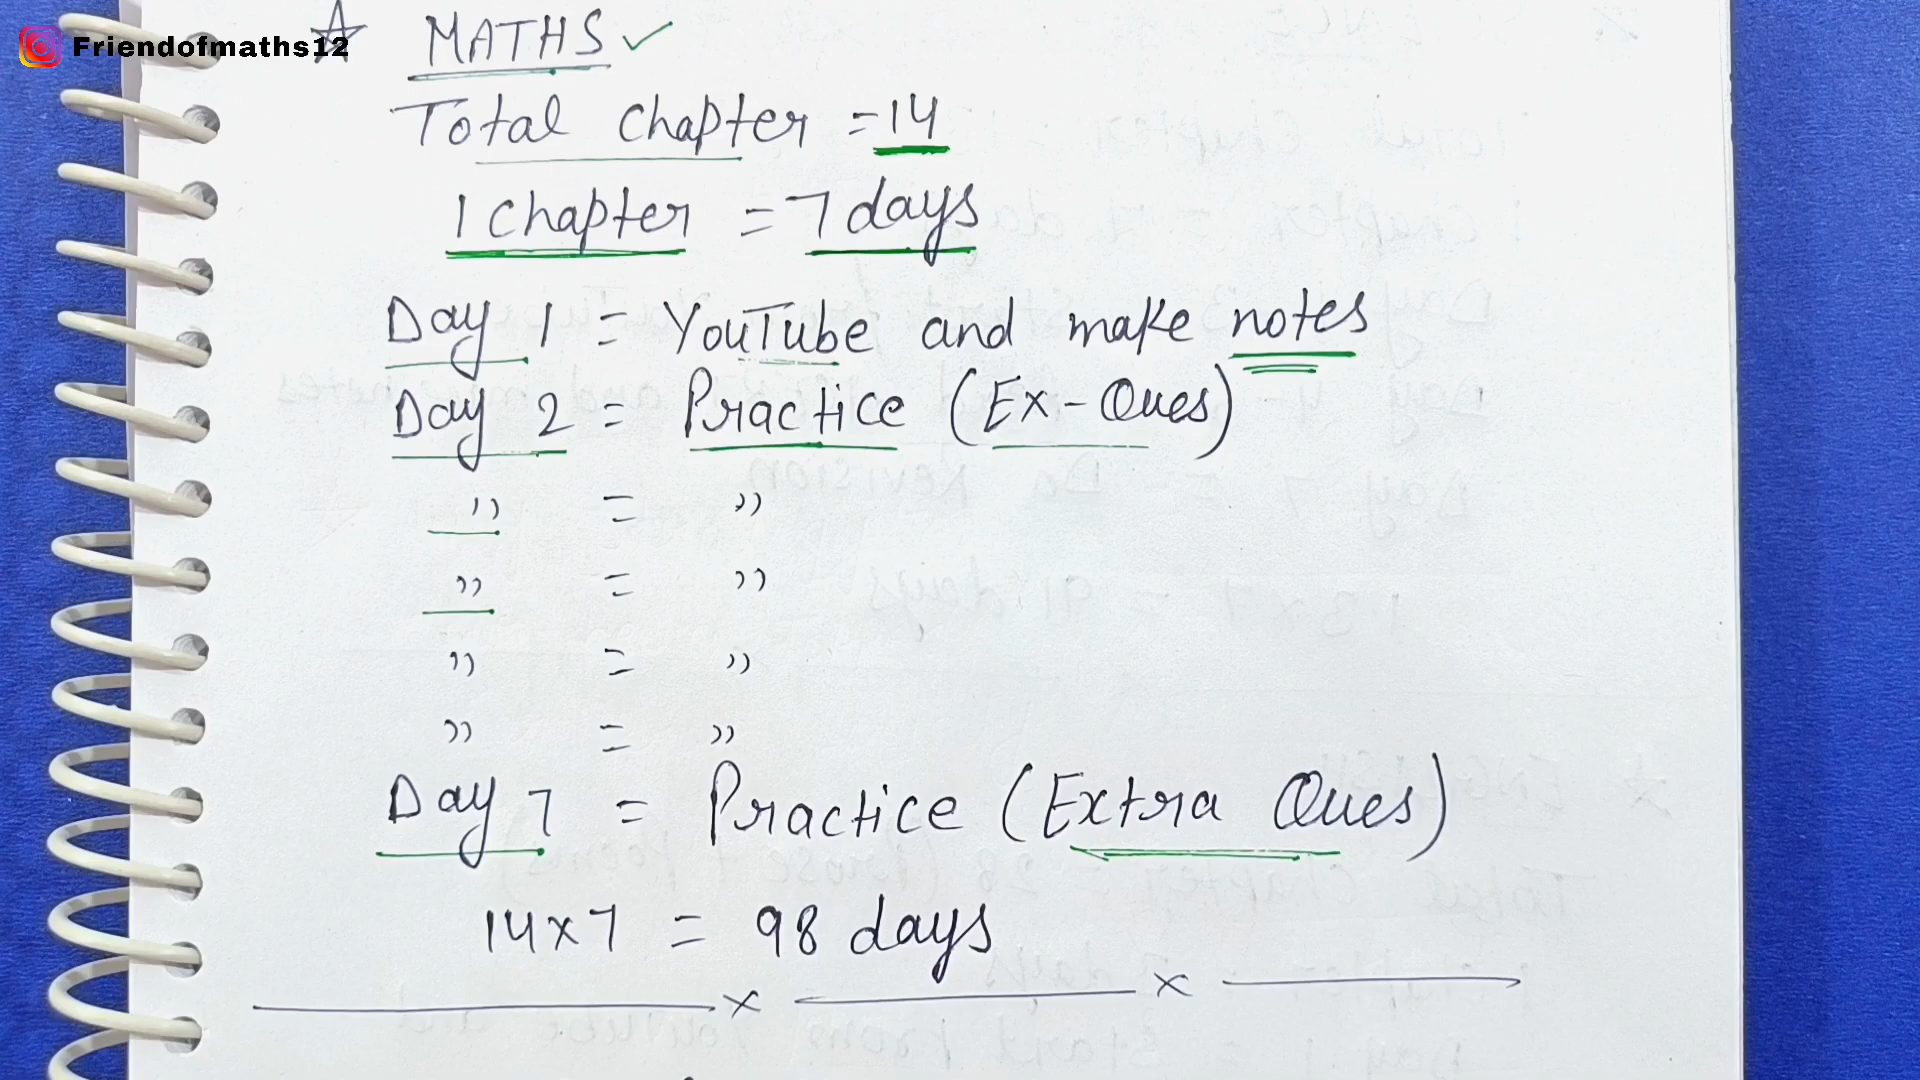 Friendofmaths12
☆ MATHS ✓
Total chapter = 14
1 chapter = 7 days
Day 1 = YouTube and make notes
Day 2 = Practice (Ex-Ques)
,, = ,,
,, = ,,
,, = ,,
,, = ,,
Day 7 = Practice (Extra Ques)
14x7 = 98 days
x x